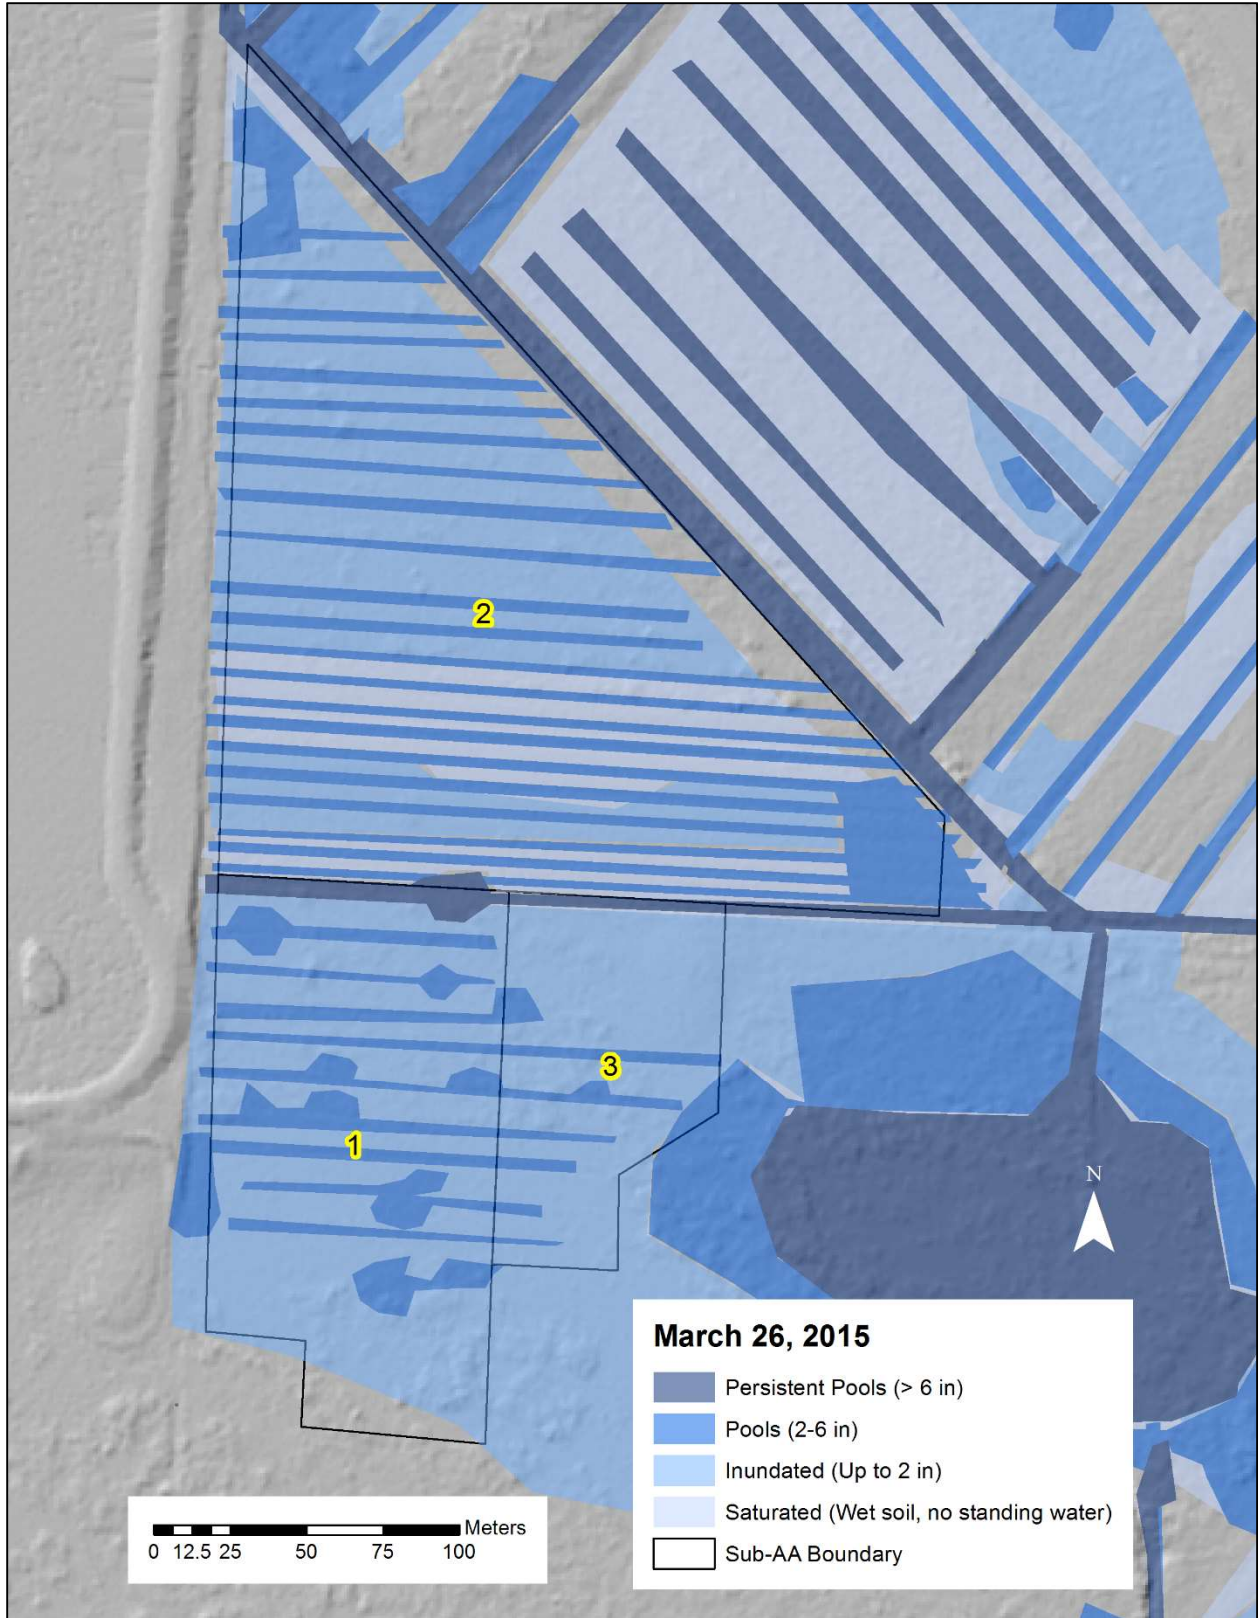 2
3
1
N
March 26, 2015
Persistent Pools (> 6 in)
Pools (2-6 in)
Inundated (Up to 2 in)
Saturated (Wet soil, no standing water)
Sub-AA Boundary
Meters
0 12.5 25 50 75 100